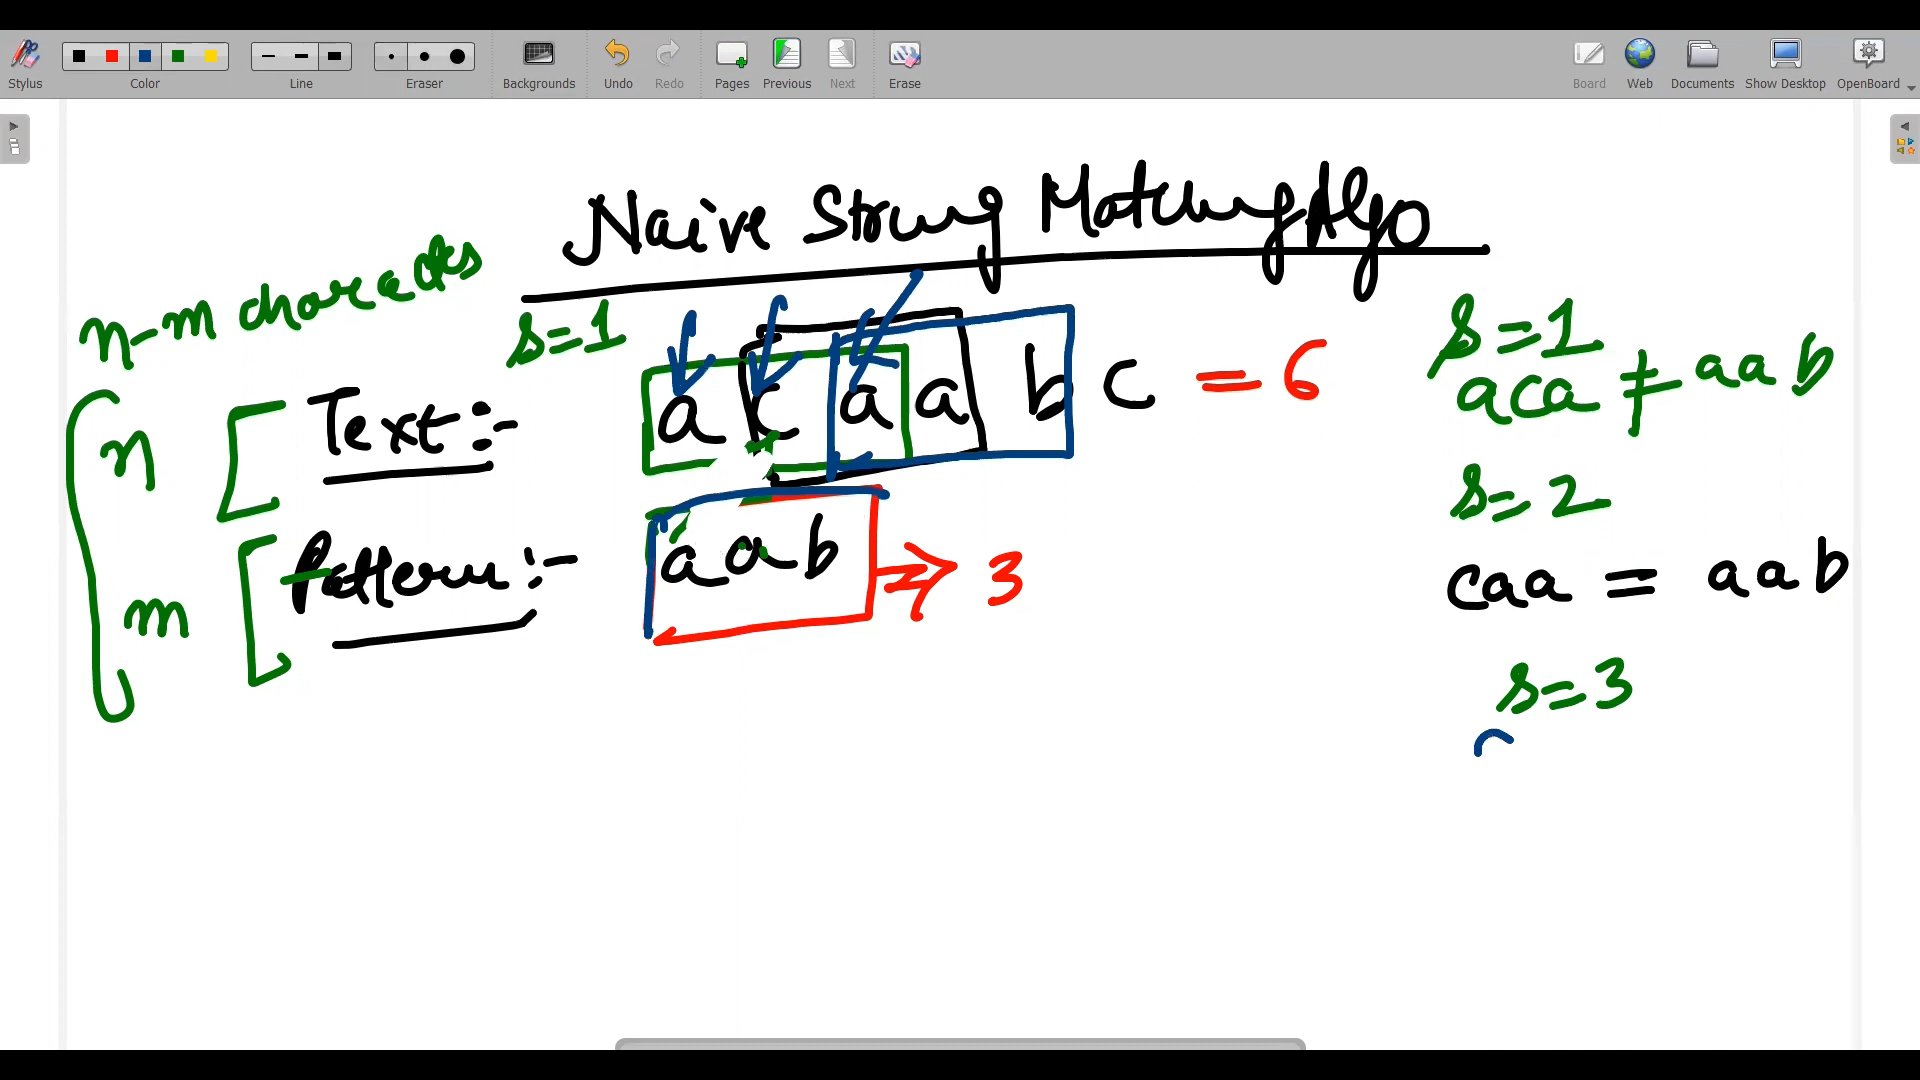 Stylus Color Line Eraser Backgrounds Undo Redo Pages Previous Next Erase Board Web Documents Show Desktop OpenBoard
Naive String Matching Algo
n-m characters
s=1
n
Text :-
a c a a b c = 6
m
Pattern :-
a a b
3
s=1
aca ≠ aab
s=2
caa = aab
s=3